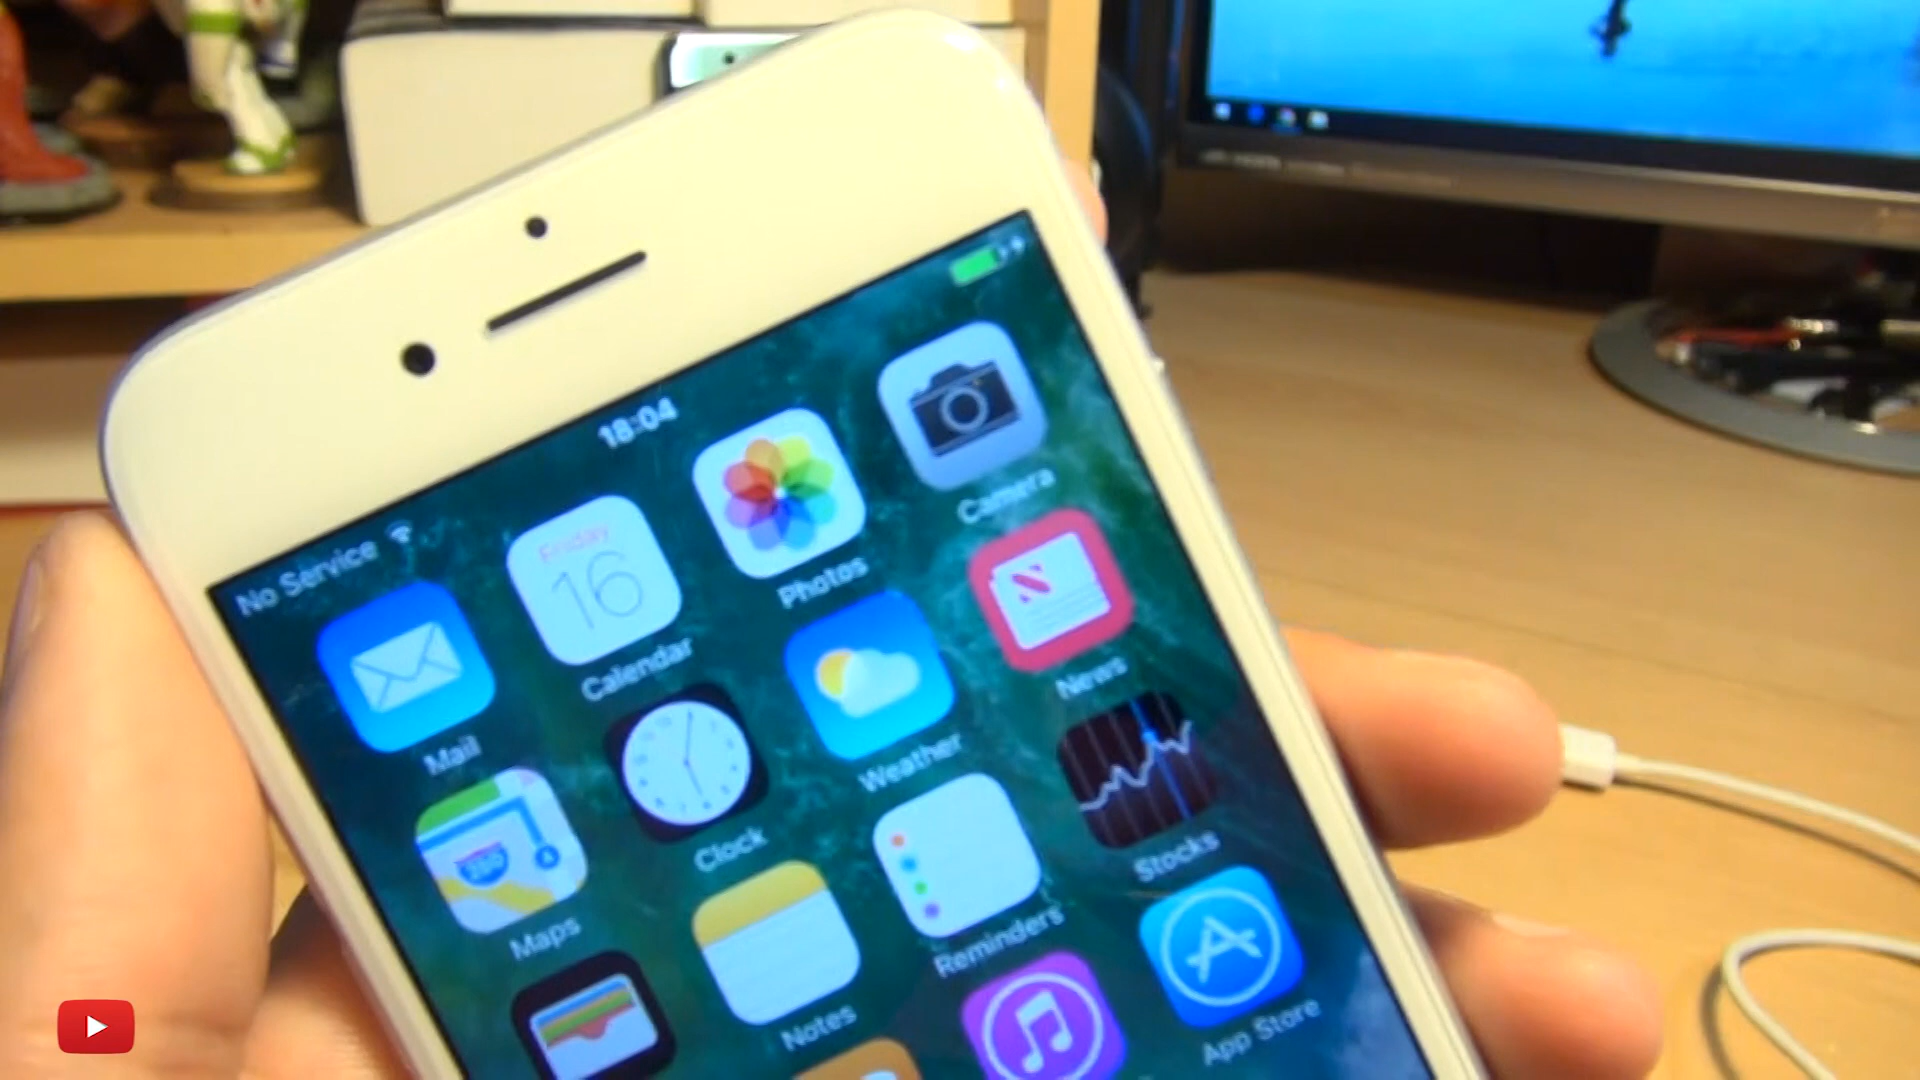 No Service 18:04
Friday
16
Mail
Calendar
Photos
Camera
Maps
Clock
Weather
News
Notes
Reminders
Stocks
App Store